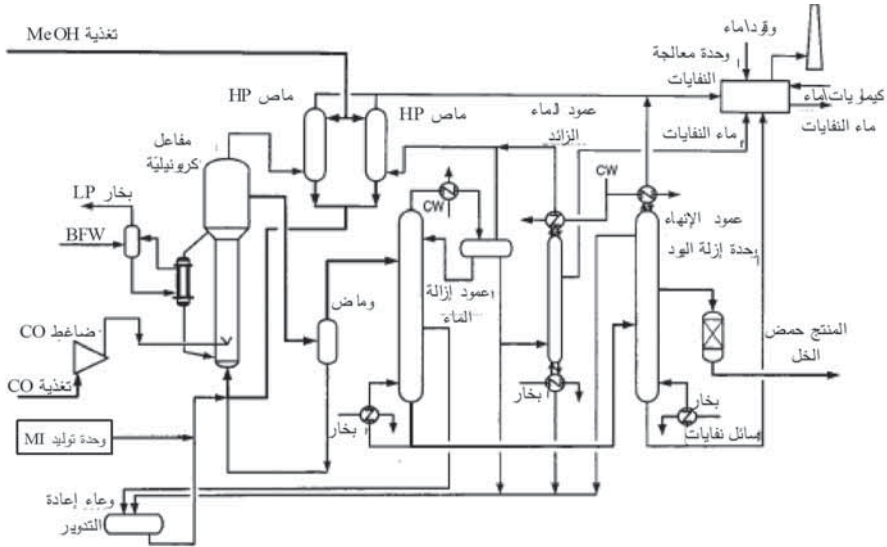 تغذية MeOH
وقود\ماء
وحدة معالجة
النفايات
كيماويات\ماء
ماء النفايات
ماص HP
ماص HP
عمود الماء
الزائد
ماء النفايات
مفاعل
كربونيلية
بخار LP
BFW
CW
CW
عمود الإنهاء
وحدة إزالة اليود
عمود إزالة
الماء
وماض
ضاغط CO
تغذية CO
المنتج حمض
الخل
بخار
بخار
بخار
سائل نفايات
وحدة توليد MI
وعاء إعادة
التدوير